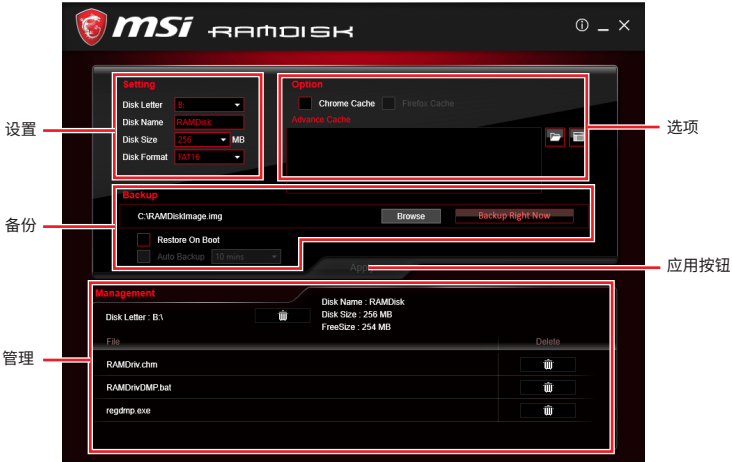 msi RAMDISK
Setting
Disk Letter B:
Disk Name RAMDisk
Disk Size 256 MB
Disk Format FAT16
Option
Chrome Cache Firefox Cache
Advance Cache
设置
选项
Backup
C:\RAMDiskImage.img Browse Backup Right Now
Restore On Boot
Auto Backup 10 mins
备份
Apply
应用按钮
Management
Disk Letter : B:\
Disk Name : RAMDisk
Disk Size : 256 MB
FreeSize : 254 MB
File Delete
RAMDriv.chm
RAMDrivDMP.bat
regdmp.exe
管理